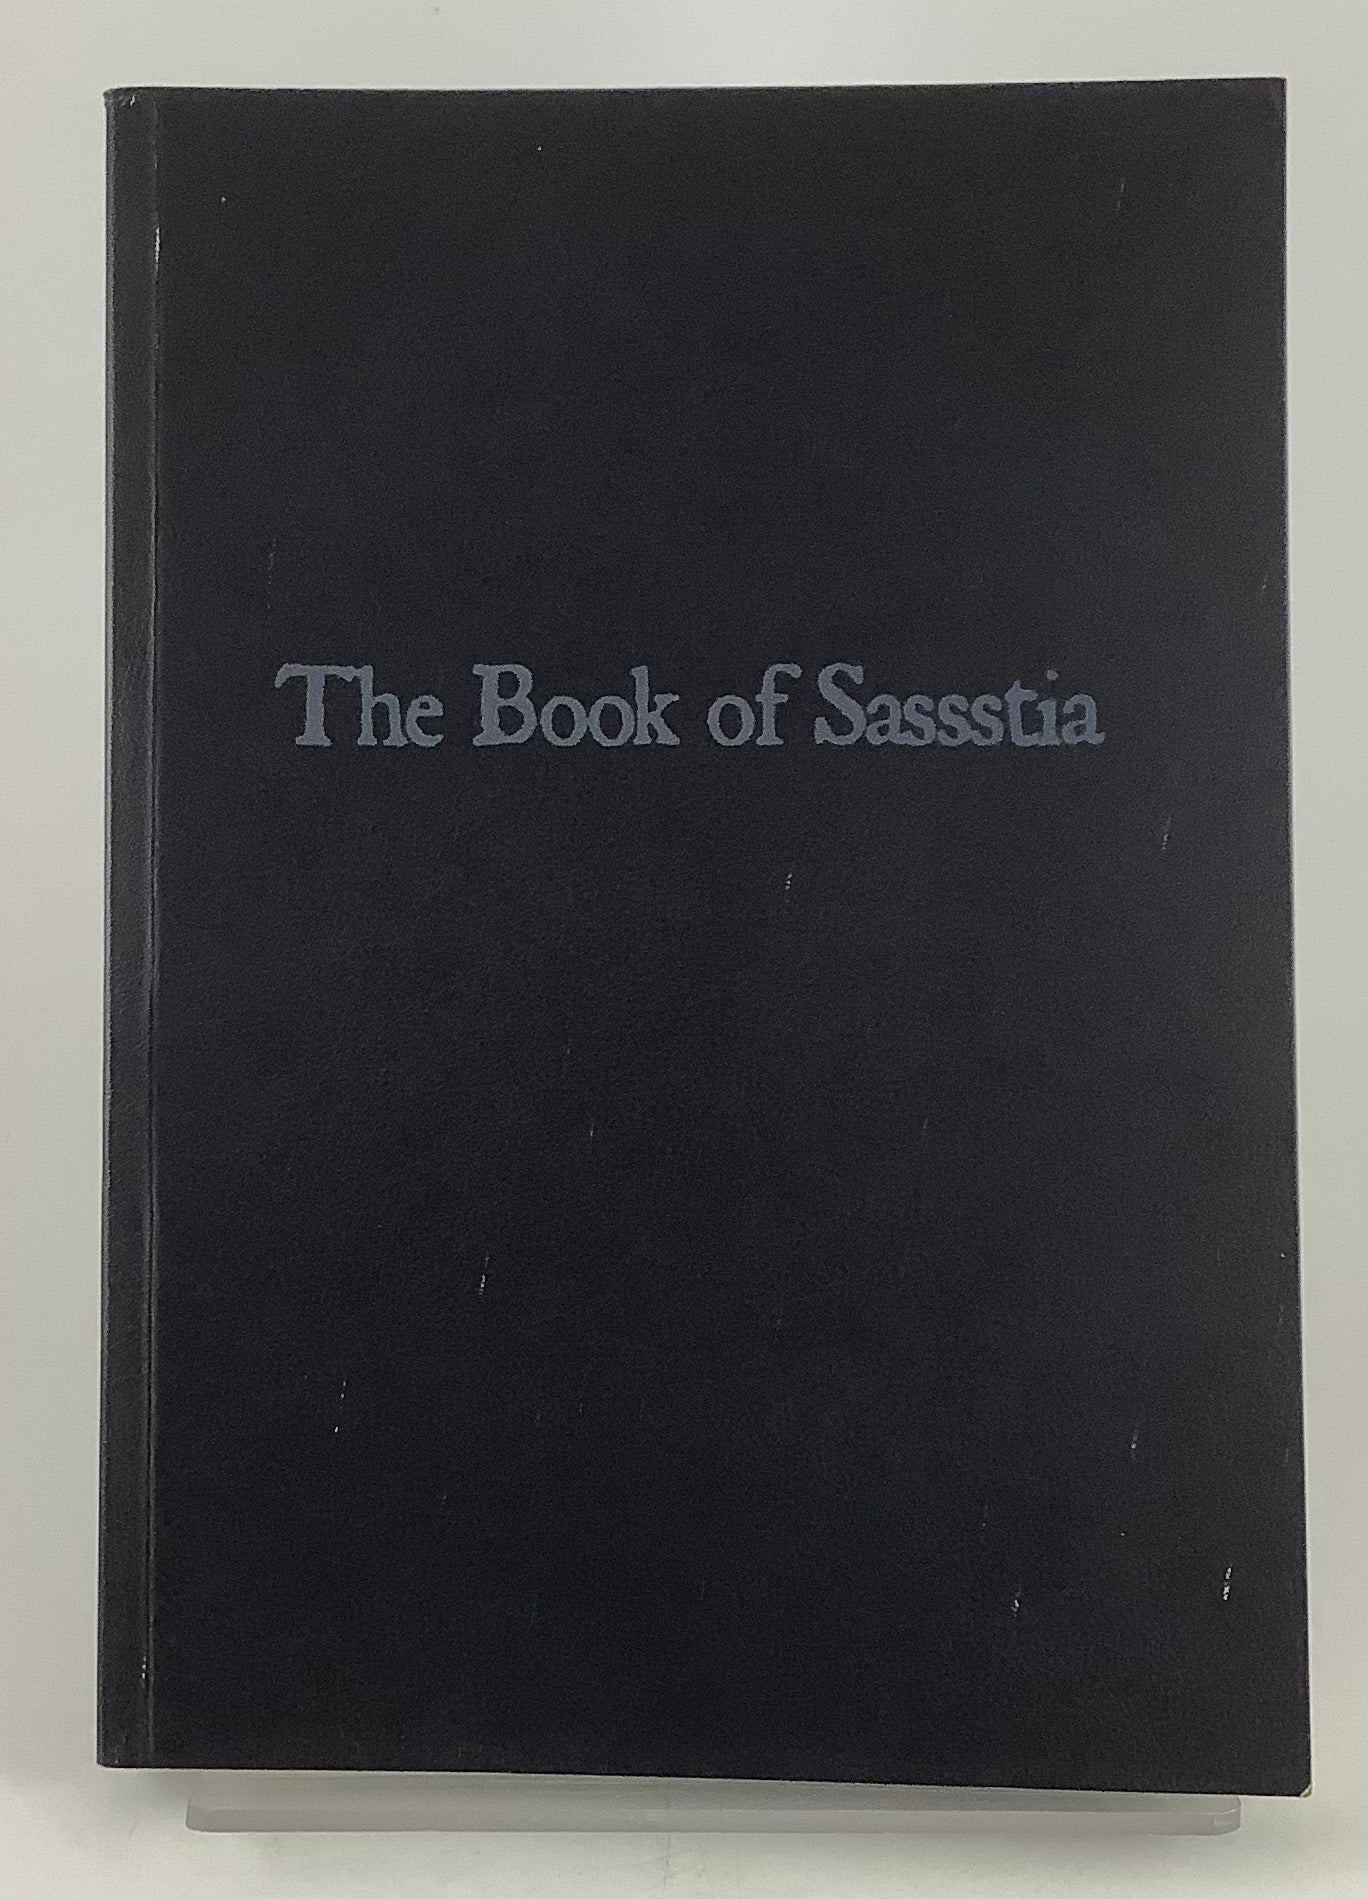 The Book of Sassstia